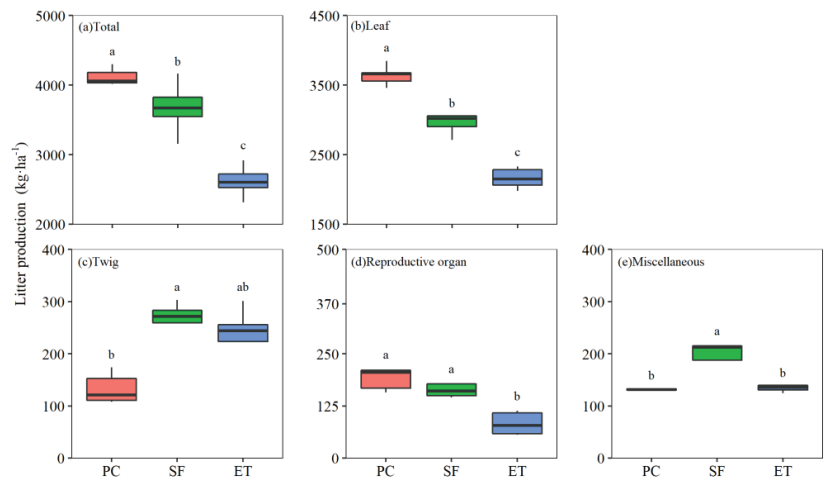 Litter production (kg·ha⁻¹)
(a)Total
5000
4000
3000
2000
a
b
c
(b)Leaf
4500
3500
2500
1500
a
b
c
(c)Twig
400
300
200
100
0
b
a
ab
PC SF ET
(d)Reproductive organ
500
370
250
125
0
a
a
b
PC SF ET
(e)Miscellaneous
400
300
200
100
0
b
a
b
PC SF ET